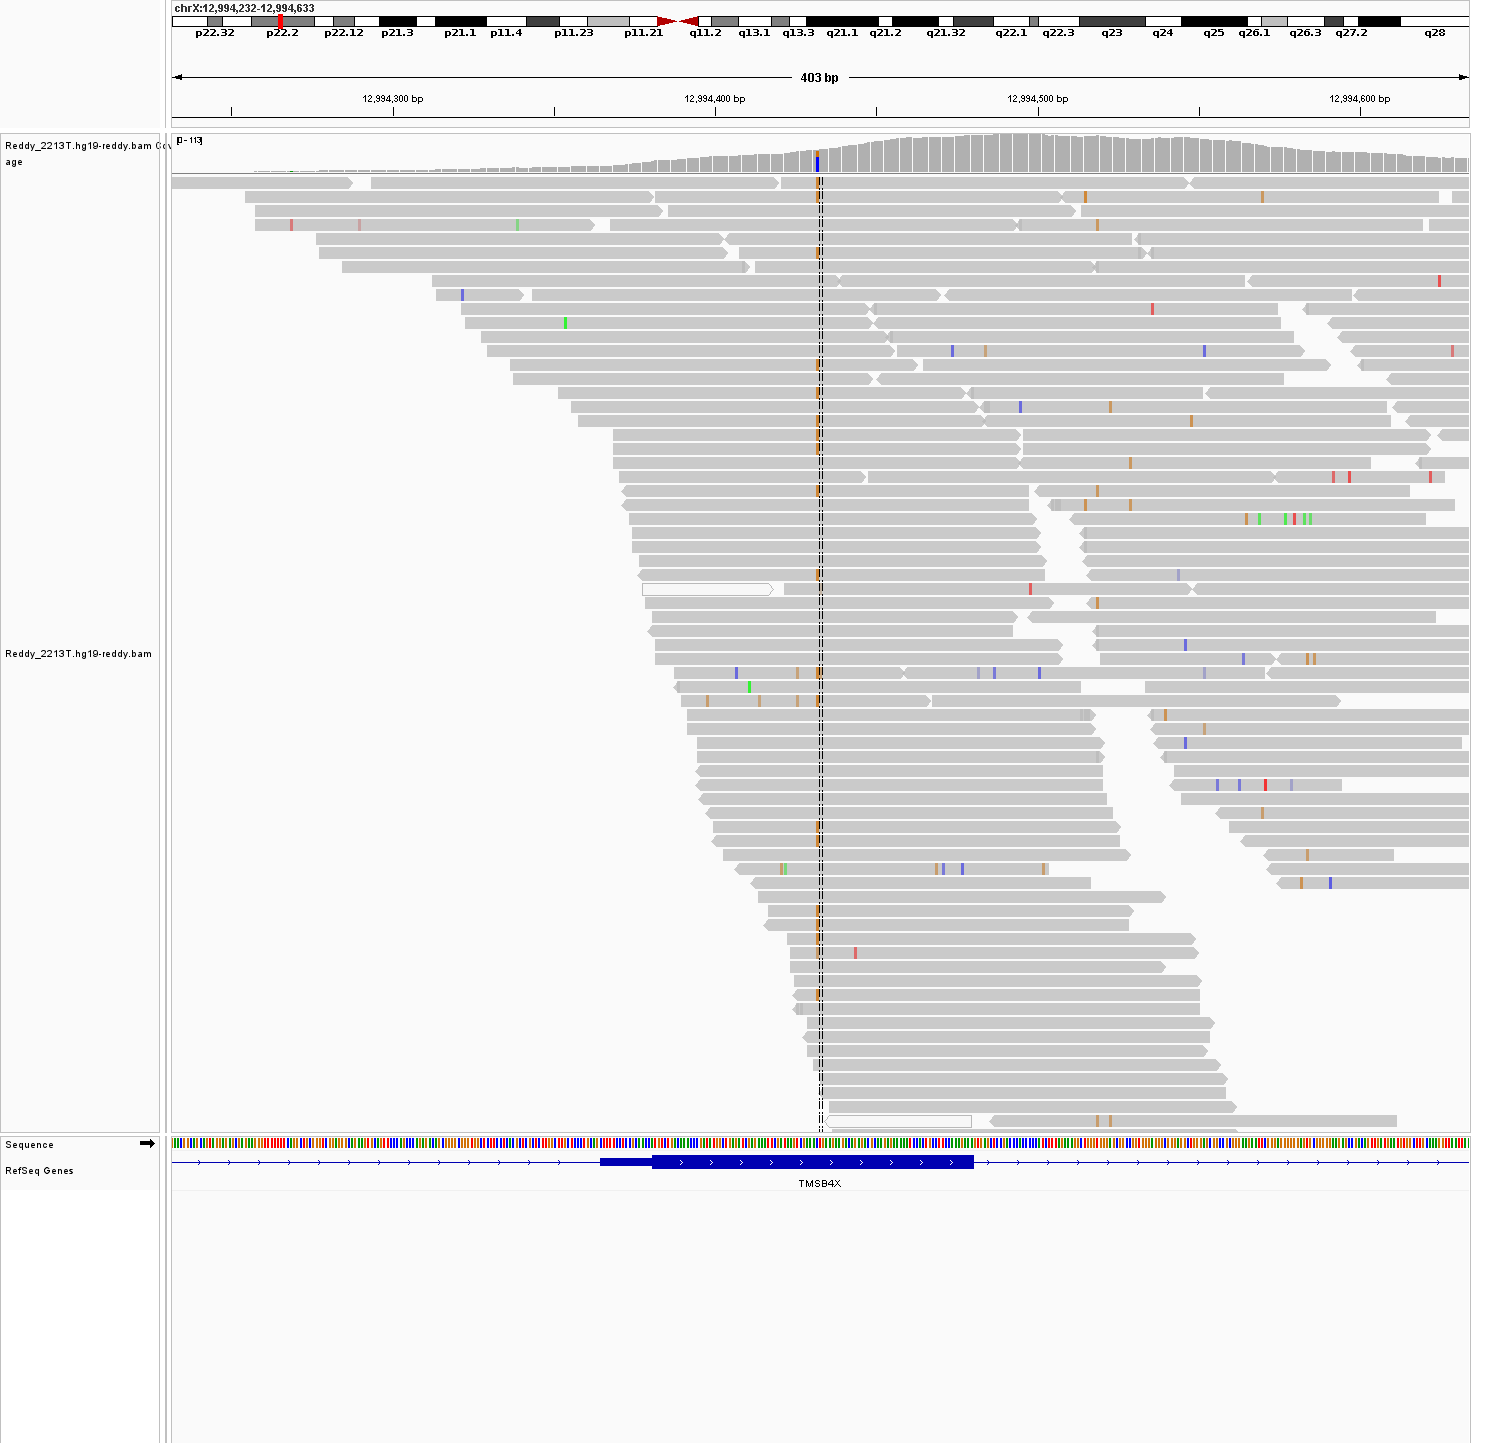 chrX:12,994,232-12,994,633
p22.32 p22.2 p22.12 p21.3 p21.1 p11.4 p11.23 p11.21 q11.2 q13.1 q13.3 q21.1 q21.2 q21.32 q22.1 q22.3 q23 q24 q25 q26.1 q26.3 q27.2 q28
403 bp
12,994,300 bp 12,994,400 bp 12,994,500 bp 12,994,600 bp
Reddy_2213T.hg19-reddy.bam Cov
age
[0 - 113]
Reddy_2213T.hg19-reddy.bam
Sequence
RefSeq Genes
TMSB4X